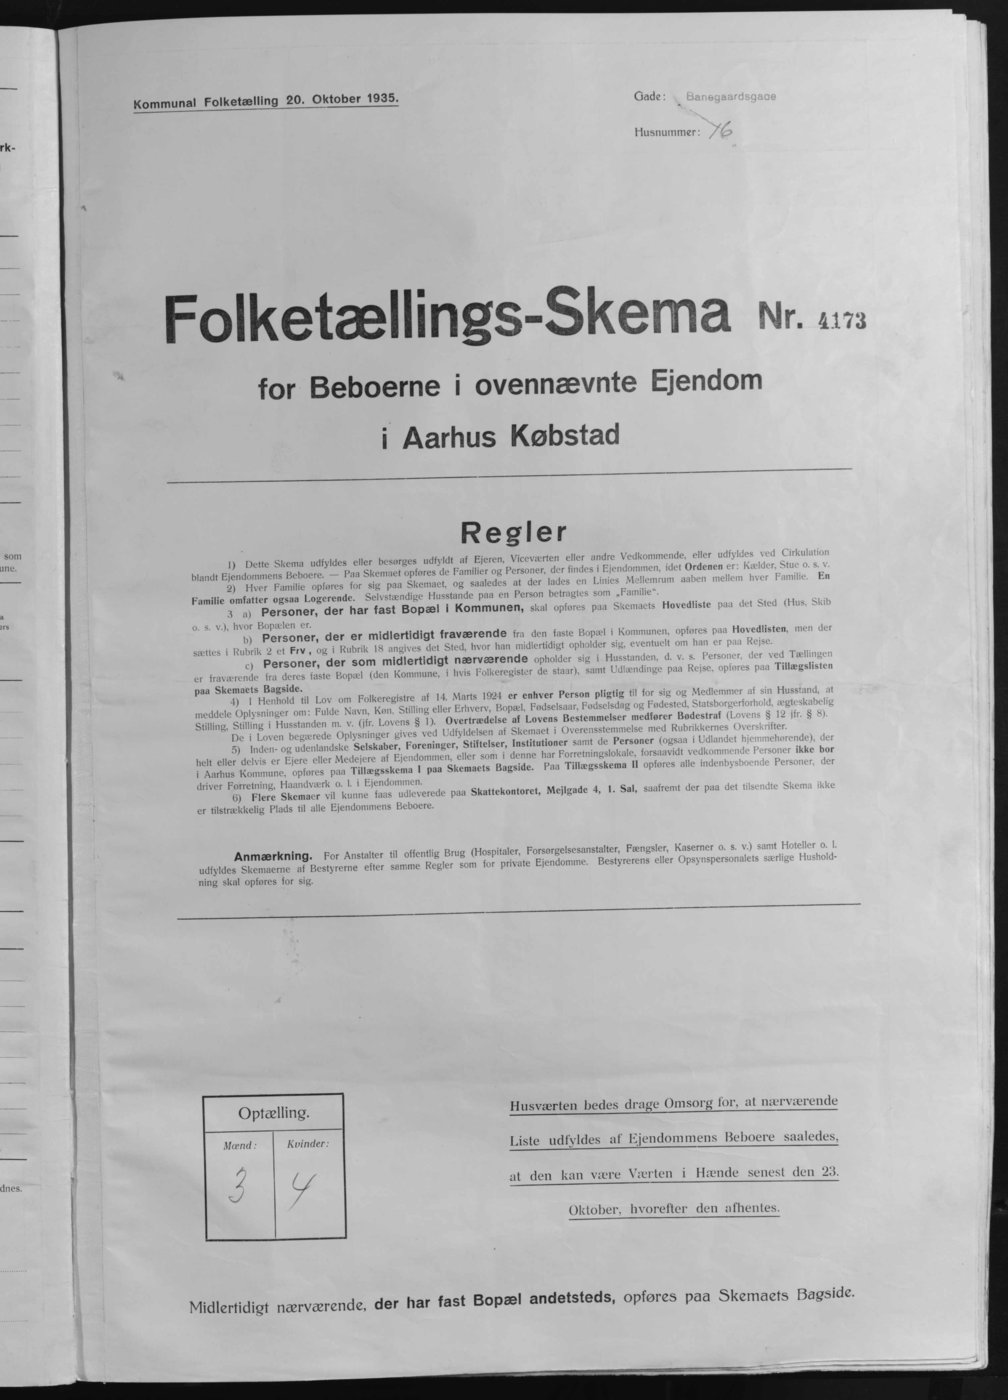 Kommunal Folketælling 20. Oktober 1935.
Gade: Banegaardsgade
Husnummer: 16
Folketællings-Skema Nr. 4173
for Beboerne i ovennævnte Ejendom
i Aarhus Købstad
Regler
1) Dette Skema udfyldes eller besørges udfyldt af Ejeren, Viceværten eller andre Vedkommende, eller udfyldes ved Cirkulation
blandt Ejendommens Beboere. — Paa Skemaet opføres de Familier og Personer, der findes i Ejendommen, idet Ordenen er: Kælder, Stue o. s. v.
2) Hver Familie opføres for sig paa Skemaet, og saaledes at der lades en Linies Mellemrum aaben mellem hver Familie. En
Familie omfatter ogsaa Logerende. Selvstændige Husstande paa en Person betragtes som „Familie“.
3 a) Personer, der har fast Bopæl i Kommunen, skal opføres paa Skemaets Hovedliste paa det Sted (Hus, Skib
o. s. v.), hvor Bopælen er.
b) Personer, der er midlertidigt fraværende fra den faste Bopæl i Kommunen, opføres paa Hovedlisten, men der
sættes i Rubrik 2 et Frv, og i Rubrik 18 angives det Sted, hvor han midlertidigt opholder sig, eventuelt om han er paa Rejse.
c) Personer, der som midlertidigt nærværende opholder sig i Husstanden, d. v. s. Personer, der ved Tællingen
er fraværende fra deres faste Bopæl (den Kommune, i hvis Folkeregister de staar), samt Udlændinge paa Rejse, opføres paa Tillægslisten
paa Skemaets Bagside.
4) I Henhold til Lov om Folkeregistre af 14. Marts 1924 er enhver Person pligtig til for sig og Medlemmer af sin Husstand, at
meddele Oplysninger om: Fulde Navn, Køn, Stilling eller Erhverv, Bopæl, Fødselsaar, Fødselsdag og Fødested, Statsborgerforhold, ægteskabelig
Stilling, Stilling i Husstanden m. v. (jfr. Lovens § 1). Overtrædelse af Lovens Bestemmelser medfører Bødestraf (Lovens § 12 jfr. § 8).
De i Loven begærede Oplysninger gives ved Udfyldelsen af Skemaet i Overensstemmelse med Rubrikkernes Overskrifter.
5) Inden- og udenlandske Selskaber, Foreninger, Stiftelser, Institutioner samt de Personer (ogsaa i Udlandet hjemmehørende), der
helt eller delvis er Ejere eller Medejere af Ejendommen, eller som i denne har Forretningslokale, forsaavidt vedkommende Personer ikke bor
i Aarhus Kommune, opføres paa Tillægsskema I paa Skemaets Bagside. Paa Tillægsskema II opføres alle indenbysboende Personer, der
driver Forretning, Haandværk o. l. i Ejendommen.
6) Flere Skemaer vil kunne faas udleverede paa Skattekontoret, Mejlgade 4, 1. Sal, saafremt der paa det tilsendte Skema ikke
er tilstrækkelig Plads til alle Ejendommens Beboere.
Anmærkning. For Anstalter til offentlig Brug (Hospitaler, Forsørgelsesanstalter, Fængsler, Kaserner o. s. v.) samt Hoteller o. l.
udfyldes Skemaerne af Bestyrerne efter samme Regler som for private Ejendomme. Bestyrerens eller Opsynspersonalets særlige Hushold-
ning skal opføres for sig.
Optælling.
Mænd: Kvinder:
3 4
Husværten bedes drage Omsorg for, at nærværende
Liste udfyldes af Ejendommens Beboere saaledes,
at den kan være Værten i Hænde senest den 23.
Oktober, hvorefter den afhentes.
Midlertidigt nærværende, der har fast Bopæl andetsteds, opføres paa Skemaets Bagside.
rk-
som
une.
a
ers
dnes.